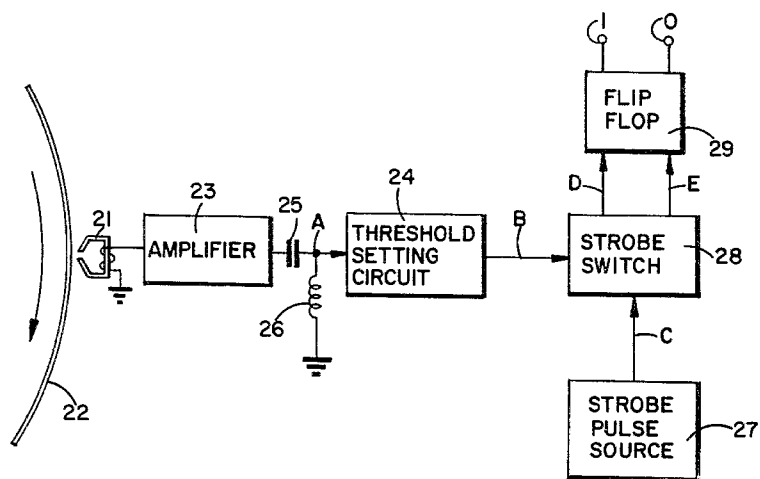 1 0
FLIP
FLOP
29
D E
21
23
AMPLIFIER
25
A
26
24
THRESHOLD
SETTING
CIRCUIT
B
STROBE
SWITCH
28
C
22
STROBE
PULSE
SOURCE
27